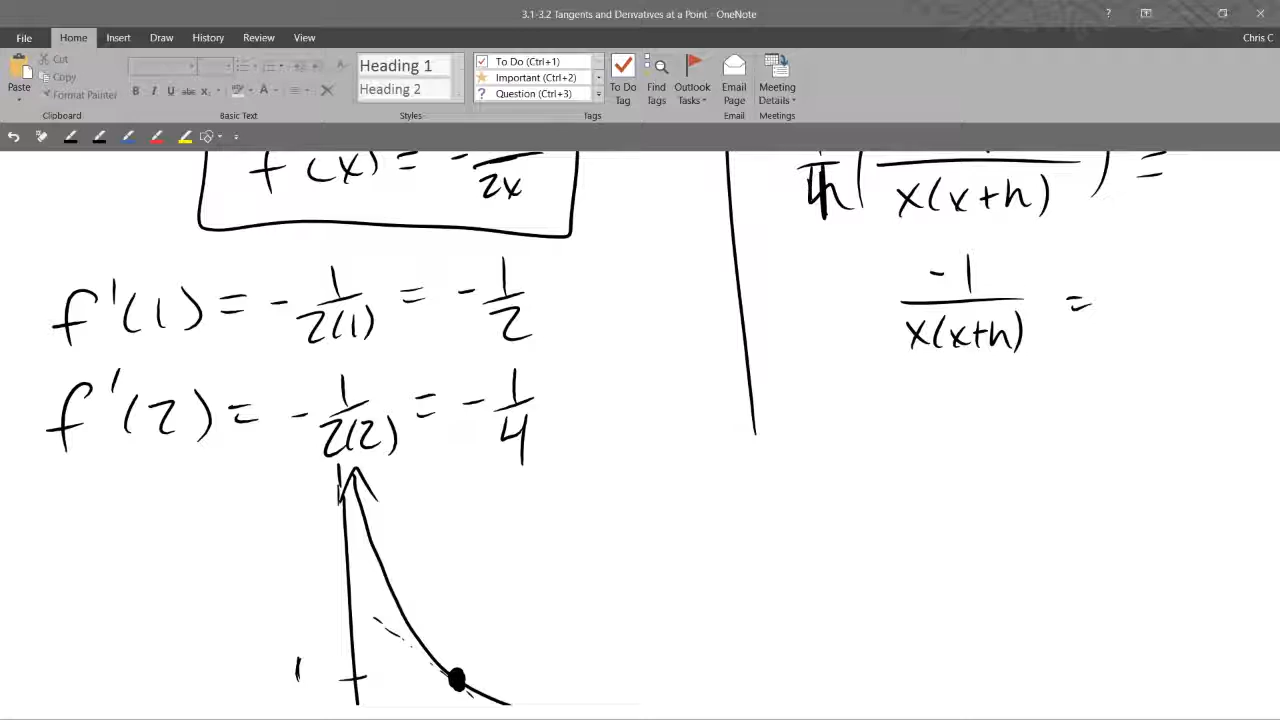 3.1-3.2 Tangents and Derivatives at a Point - OneNote
File Home Insert Draw History Review View
Chris C
Paste
Cut
Copy
Format Painter
Clipboard
B I U abc x₂ A
Basic Text
Heading 1
Heading 2
Styles
To Do (Ctrl+1)
Important (Ctrl+2)
Question (Ctrl+3)
Tags
To Do Tag
Find Tags
Outlook Tasks
Email Page
Email
Meeting Details
Meetings
f'(1) = - 1/2(1) = - 1/2
f'(2) = - 1/2(2) = - 1/4
1
x(x+h) ) =
-1/x(x+h) =